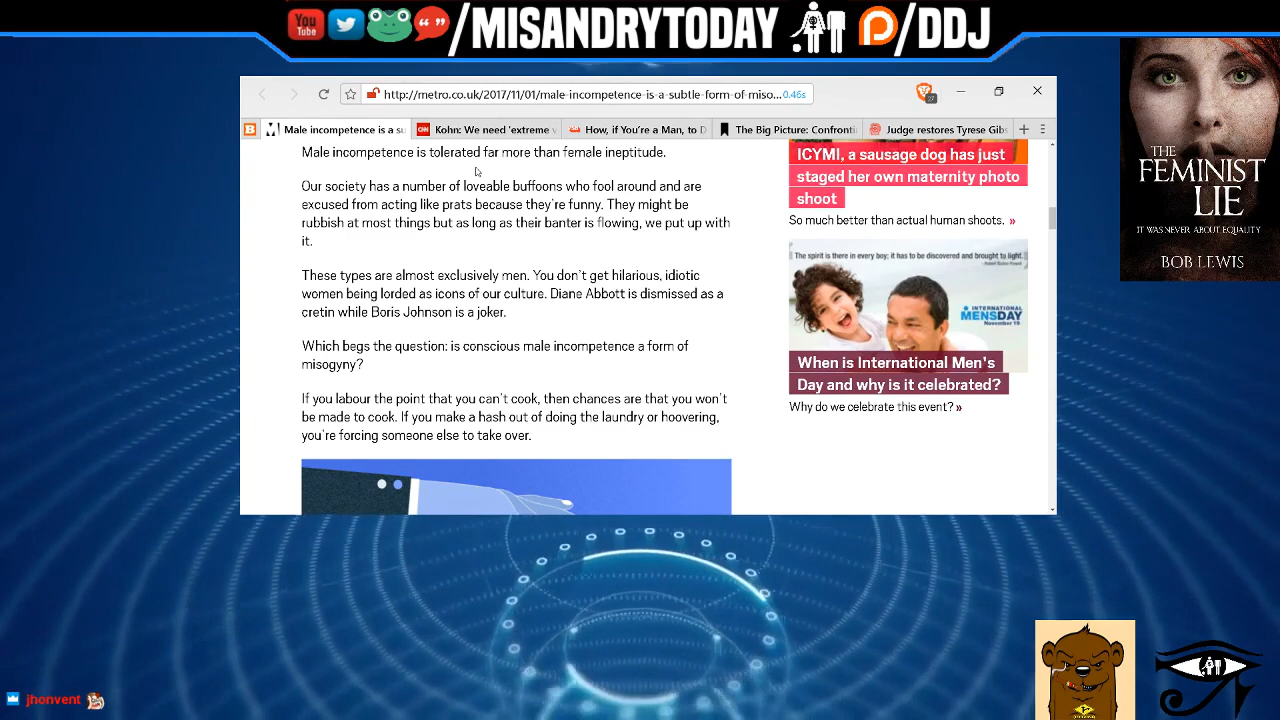 You
Tube
/MISANDRYTODAY
/DDJ
http://metro.co.uk/2017/11/01/male-incompetence-is-a-subtle-form-of-miso...
0.46s
27
Male incompetence is a su
CNN
Kohn: We need 'extreme v
How, if You're a Man, to D
The Big Picture: Confronti
Judge restores Tyrese Gibs
Male incompetence is tolerated far more than female ineptitude.
Our society has a number of loveable buffoons who fool around and are
excused from acting like prats because they're funny. They might be
rubbish at most things but as long as their banter is flowing, we put up with
it.
These types are almost exclusively men. You don't get hilarious, idiotic
women being lorded as icons of our culture. Diane Abbott is dismissed as a
cretin while Boris Johnson is a joker.
Which begs the question: is conscious male incompetence a form of
misogyny?
If you labour the point that you can't cook, then chances are that you won't
be made to cook. If you make a hash out of doing the laundry or hoovering,
you're forcing someone else to take over.
ICYMI, a sausage dog has just
staged her own maternity photo
shoot
So much better than actual human shoots. »
The spirit is there in every boy; it has to be discovered and brought to light.
INTERNATIONAL
MENSDAY
November 19
When is International Men's
Day and why is it celebrated?
Why do we celebrate this event? »
THE
FEMINIST
LIE
IT WAS NEVER ABOUT EQUALITY
BOB LEWIS
jhonvent